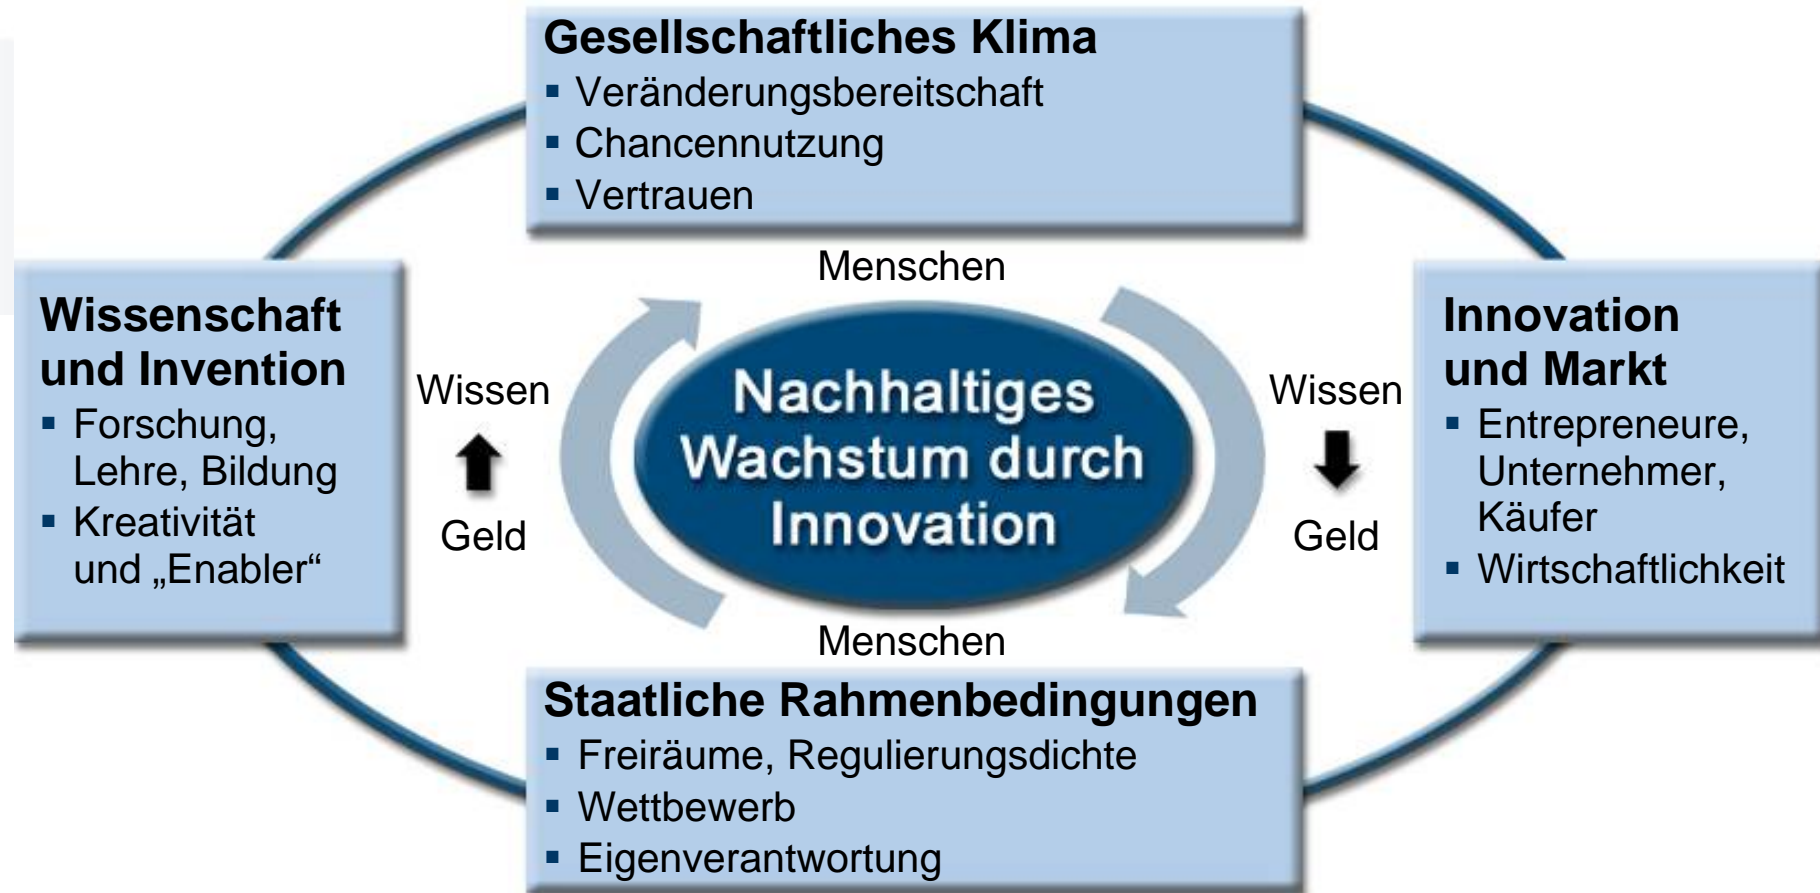 Gesellschaftliches Klima
▪ Veränderungsbereitschaft
▪ Chancennutzung
▪ Vertrauen
Menschen
Wissenschaft
und Invention
▪ Forschung,
Lehre, Bildung
▪ Kreativität
und „Enabler“
Wissen
Geld
Nachhaltiges
Wachstum durch
Innovation
Wissen
Geld
Innovation
und Markt
▪ Entrepreneure,
Unternehmer,
Käufer
▪ Wirtschaftlichkeit
Menschen
Staatliche Rahmenbedingungen
▪ Freiräume, Regulierungsdichte
▪ Wettbewerb
▪ Eigenverantwortung